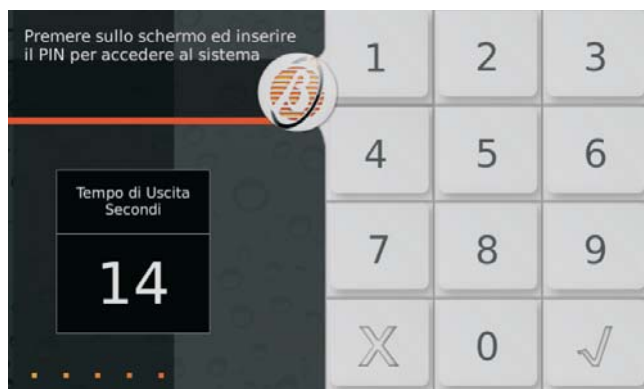 Premere sullo schermo ed inserire
il PIN per accedere al sistema
Tempo di Uscita
Secondi
14
1 2 3
4 5 6
7 8 9
X 0 √